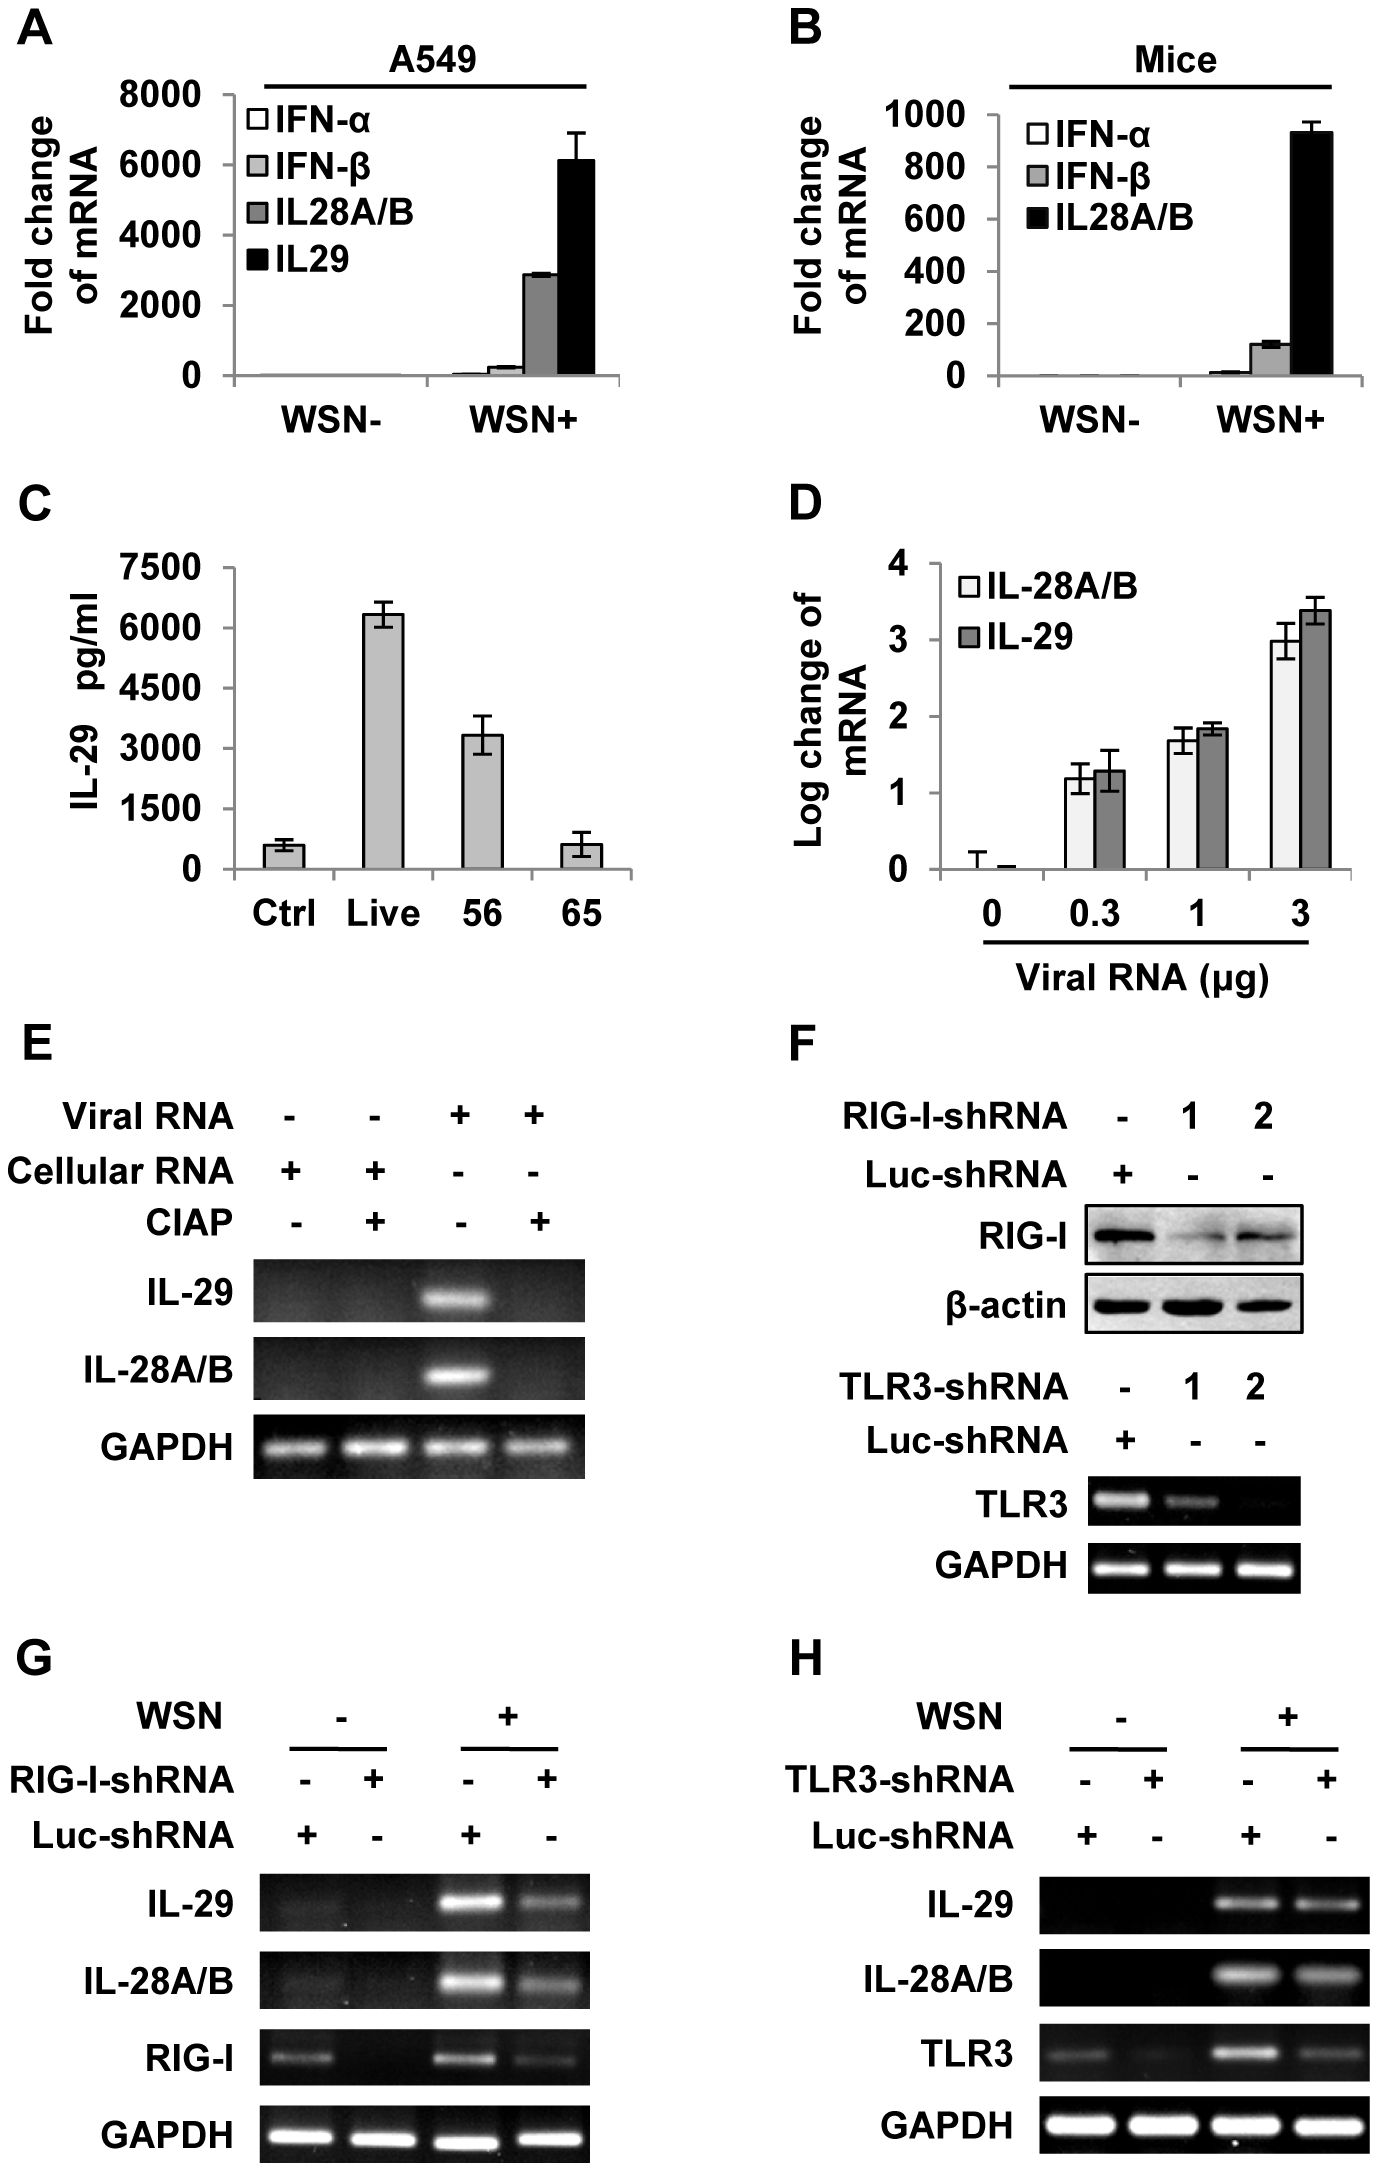 A
A549
8000
6000
4000
2000
0
Fold change
of mRNA
IFN-α
IFN-β
IL28A/B
IL29
WSN- WSN+
B
Mice
1000
800
600
400
200
0
Fold change
of mRNA
IFN-α
IFN-β
IL28A/B
WSN- WSN+
C
7500
6000
4500
3000
1500
0
IL-29 pg/ml
Ctrl Live 56 65
D
4
3
2
1
0
Log change of
mRNA
IL-28A/B
IL-29
0 0.3 1 3
Viral RNA (µg)
E
Viral RNA - - + +
Cellular RNA + + - -
CIAP - + - +
IL-29
IL-28A/B
GAPDH
F
RIG-I-shRNA - 1 2
Luc-shRNA + - -
RIG-I
β-actin
TLR3-shRNA - 1 2
Luc-shRNA + - -
TLR3
GAPDH
G
WSN - +
RIG-I-shRNA - + - +
Luc-shRNA + - + -
IL-29
IL-28A/B
RIG-I
GAPDH
H
WSN - +
TLR3-shRNA - + - +
Luc-shRNA + - + -
IL-29
IL-28A/B
TLR3
GAPDH